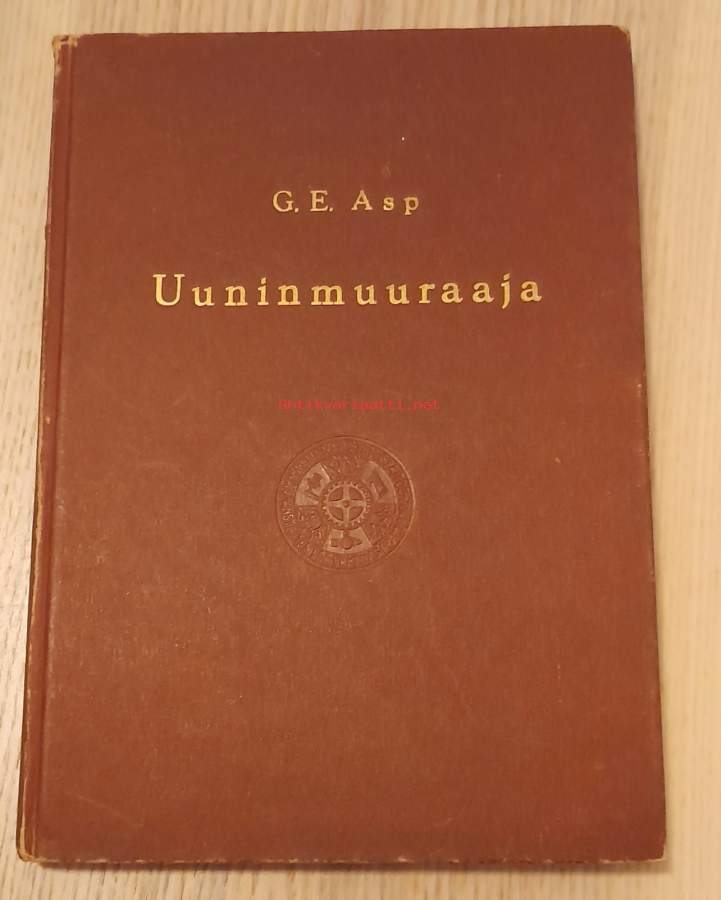 G. E. Asp
Uuninmuuraaja
antikvariaatti.net